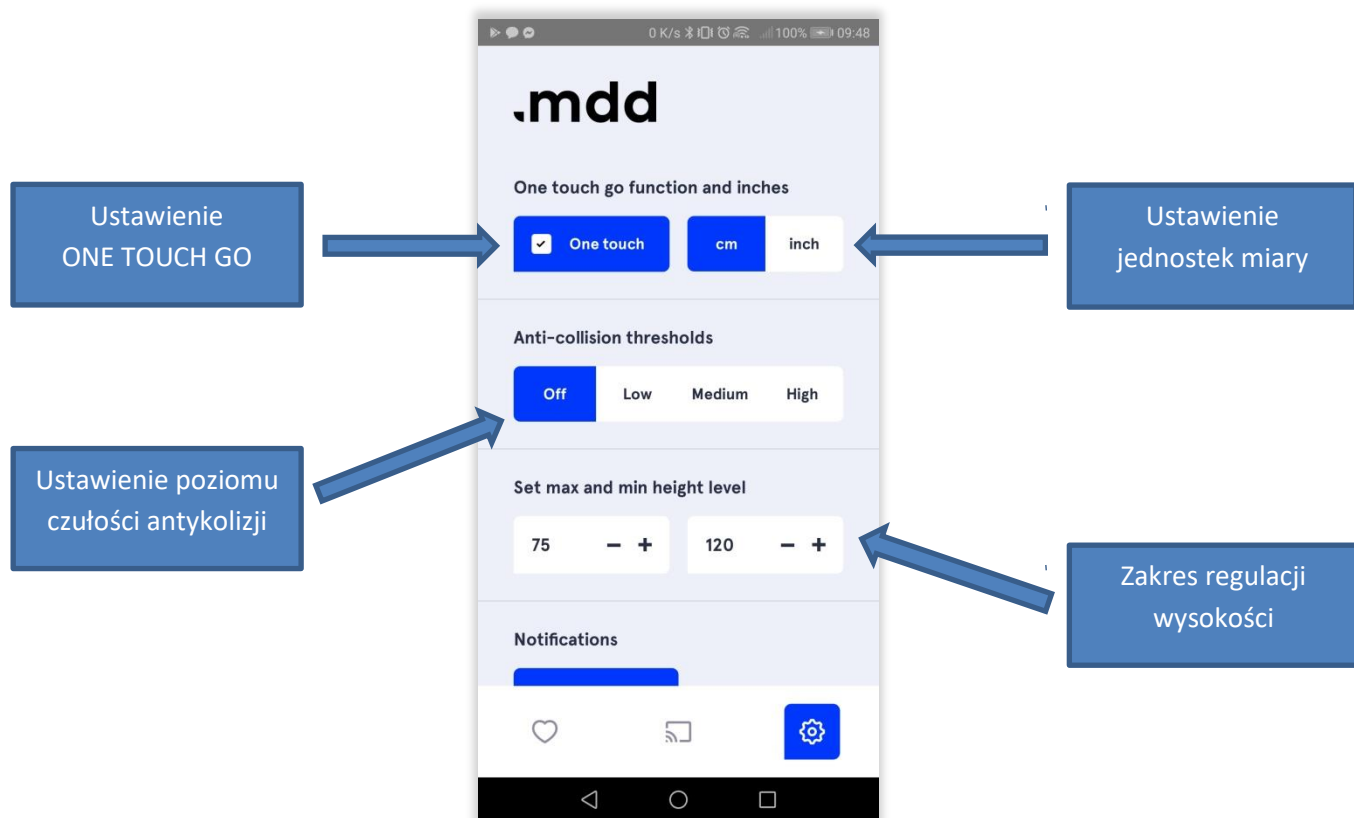 0 K/s 100% 09:48
.mdd
One touch go function and inches
One touch cm inch
Anti-collision thresholds
Off Low Medium High
Set max and min height level
75 − + 120 − +
Notifications
Ustawienie
ONE TOUCH GO
Ustawienie poziomu
czułości antykolizji
Ustawienie
jednostek miary
Zakres regulacji
wysokości